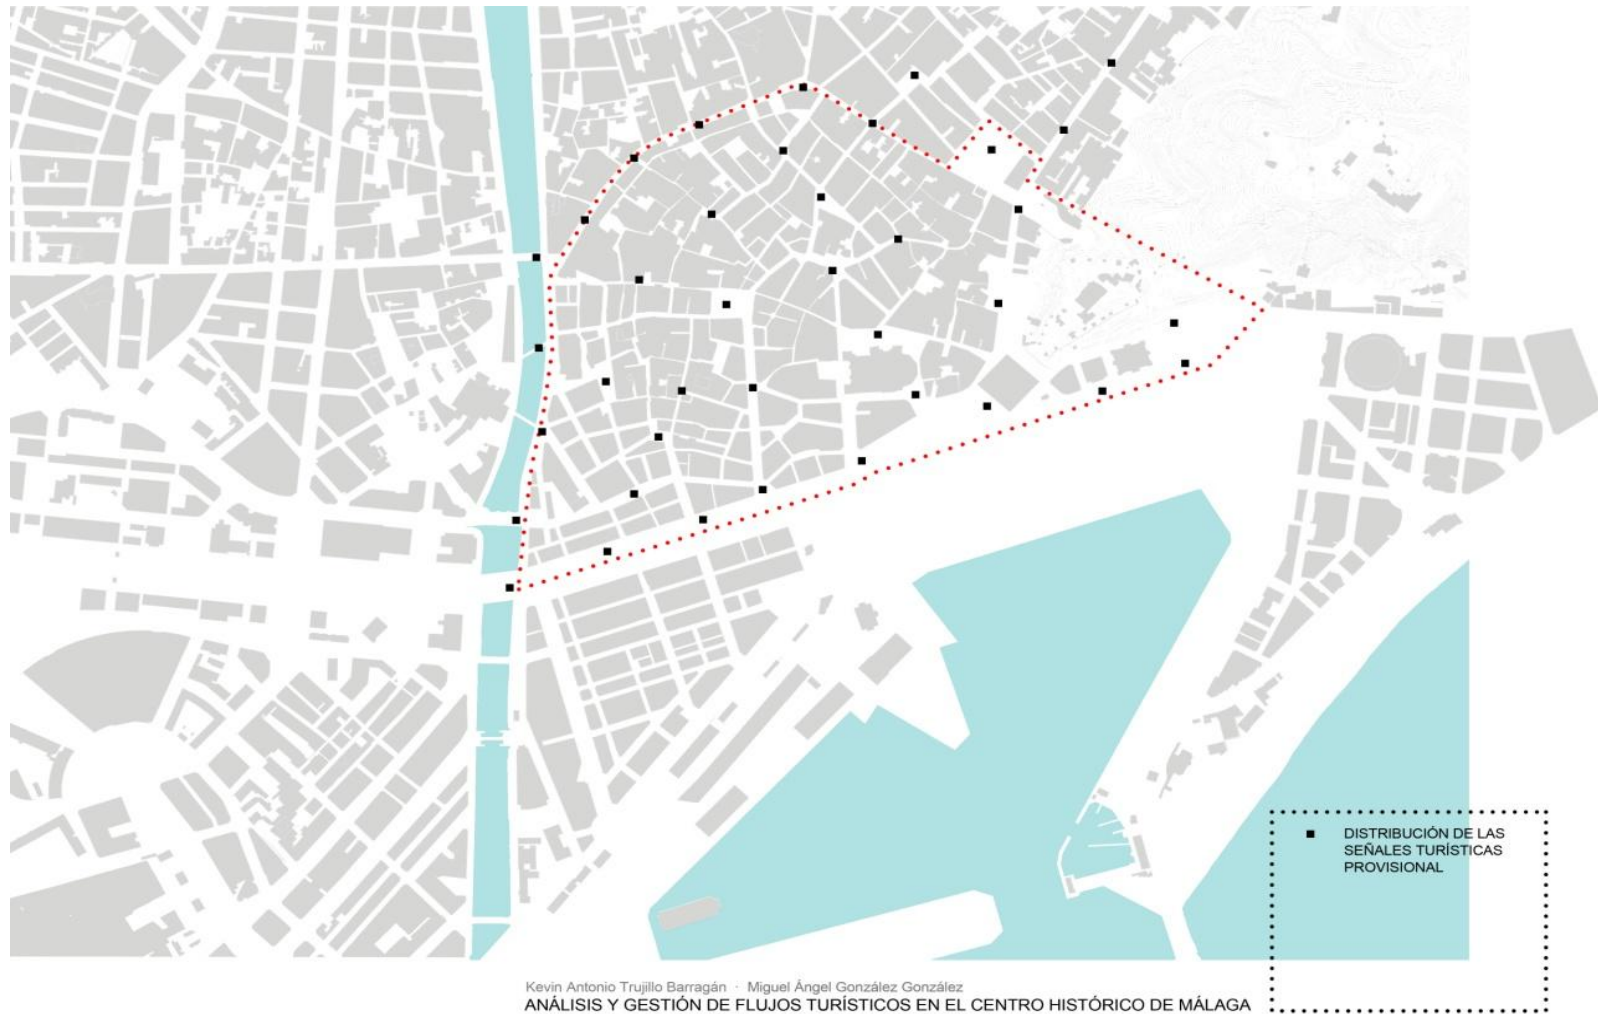 DISTRIBUCIÓN DE LAS
SEÑALES TURÍSTICAS
PROVISIONAL
Kevin Antonio Trujillo Barragán · Miguel Ángel González González
ANÁLISIS Y GESTIÓN DE FLUJOS TURÍSTICOS EN EL CENTRO HISTÓRICO DE MÁLAGA